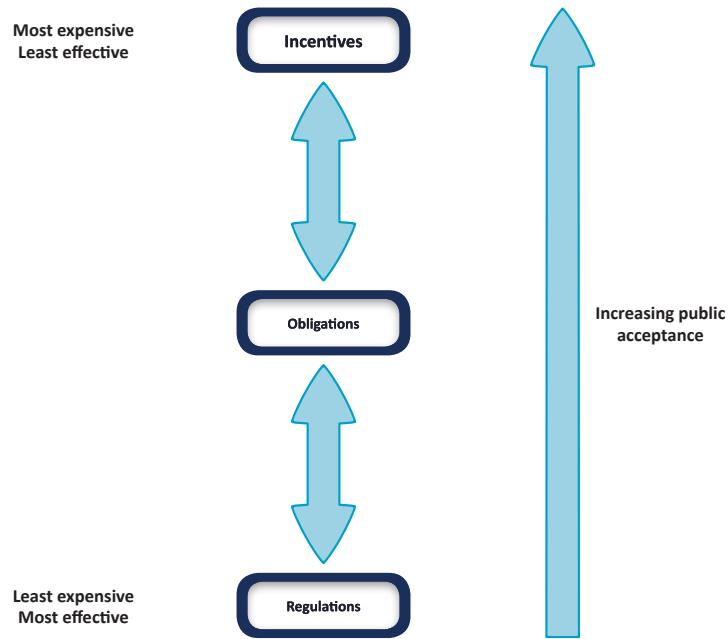 Most expensive
Least effective
Incentives
Obligations
Increasing public
acceptance
Least expensive
Most effective
Regulations